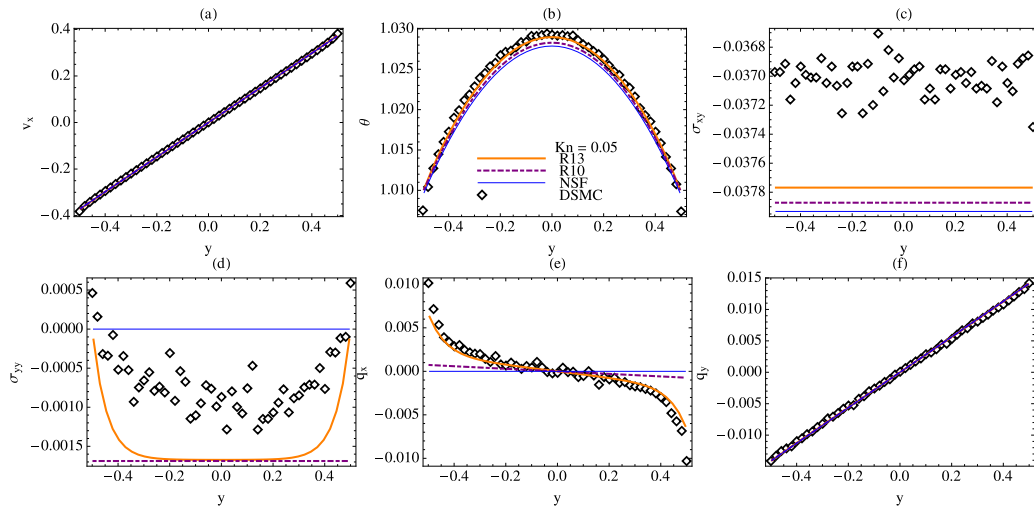 (a)
0.4
0.2
0.0
−0.2
−0.4
v_x
−0.4 −0.2 0.0 0.2 0.4
y
(b)
1.030
1.025
1.020
1.015
1.010
θ
Kn = 0.05
R13
R10
NSF
DSMC
−0.4 −0.2 0.0 0.2 0.4
y
(c)
−0.0368
−0.0370
−0.0372
−0.0374
−0.0376
−0.0378
σ_xy
−0.4 −0.2 0.0 0.2 0.4
y
(d)
0.0005
0.0000
−0.0005
−0.0010
−0.0015
σ_yy
−0.4 −0.2 0.0 0.2 0.4
y
(e)
0.010
0.005
0.000
−0.005
−0.010
q_x
−0.4 −0.2 0.0 0.2 0.4
y
(f)
0.015
0.010
0.005
0.000
−0.005
−0.010
q_y
−0.4 −0.2 0.0 0.2 0.4
y